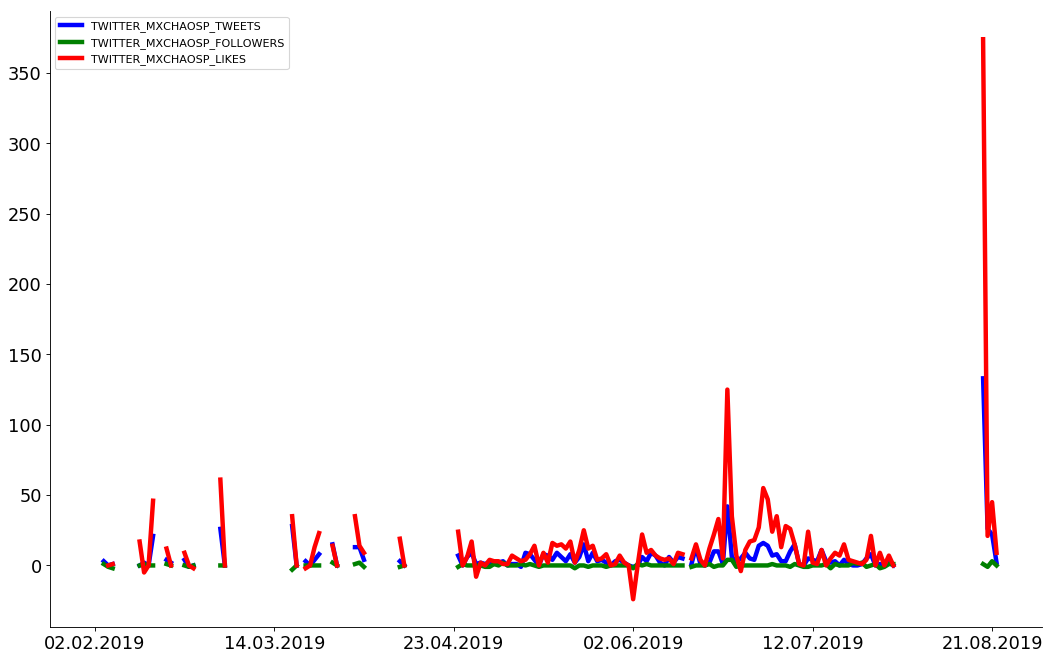 TWITTER_MXCHAOSP_TWEETS
TWITTER_MXCHAOSP_FOLLOWERS
TWITTER_MXCHAOSP_LIKES
350
300
250
200
150
100
50
0
02.02.2019 14.03.2019 23.04.2019 02.06.2019 12.07.2019 21.08.2019